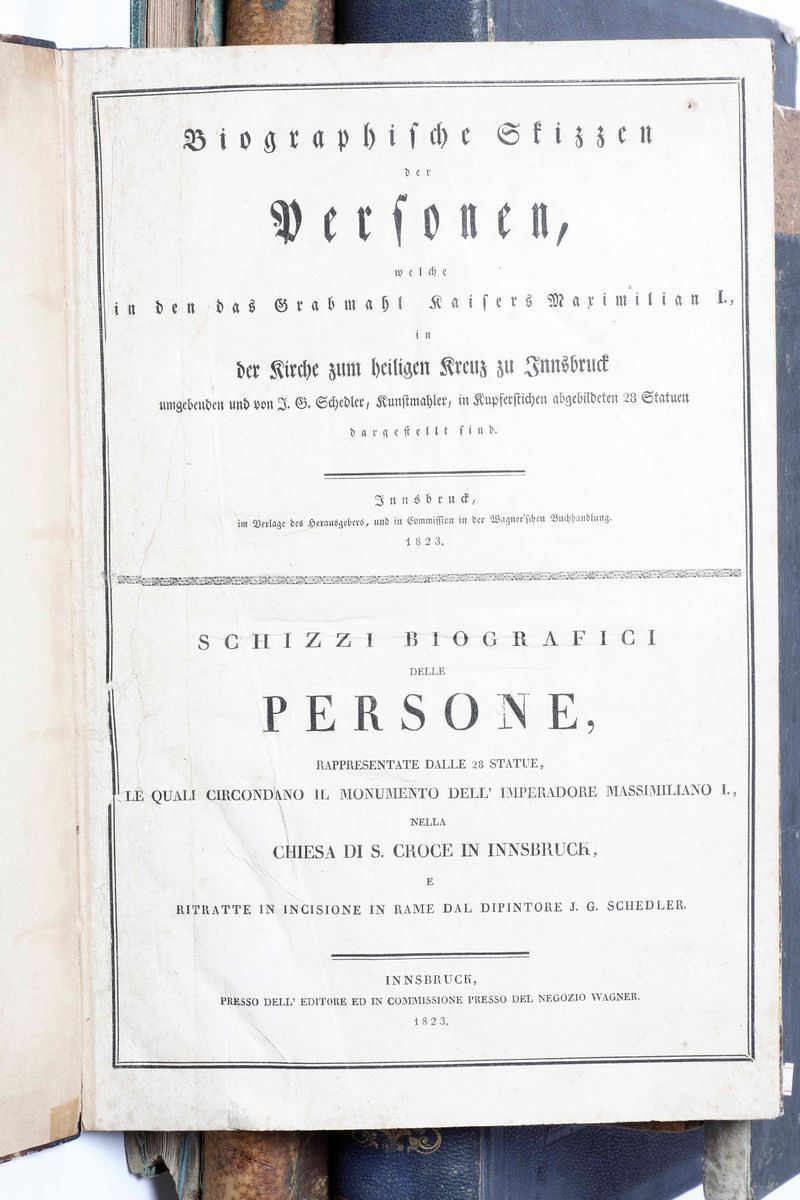 Biographische Skizzen
der
Personen,
welche
in den das Grabmahl Kaisers Maximilian I.,
in
der Kirche zum heiligen Kreuz zu Innsbruck
umgebenden und von J. G. Schedler, Kunstmahler, in Kupferstichen abgebildeten 28 Statuen
dargestellt sind.
Innsbruck,
im Verlage des Herausgebers, und in Commission in der Wagner'schen Buchhandlung.
1823.
SCHIZZI BIOGRAFICI
DELLE
PERSONE,
RAPPRESENTATE DALLE 28 STATUE,
LE QUALI CIRCONDANO IL MONUMENTO DELL' IMPERADORE MASSIMILIANO I.,
NELLA
CHIESA DI S. CROCE IN INNSBRUCK,
E
RITRATTE IN INCISIONE IN RAME DAL DIPINTORE J. G. SCHEDLER.
INNSBRUCK,
PRESSO DELL' EDITORE ED IN COMMISSIONE PRESSO DEL NEGOZIO WAGNER.
1823.